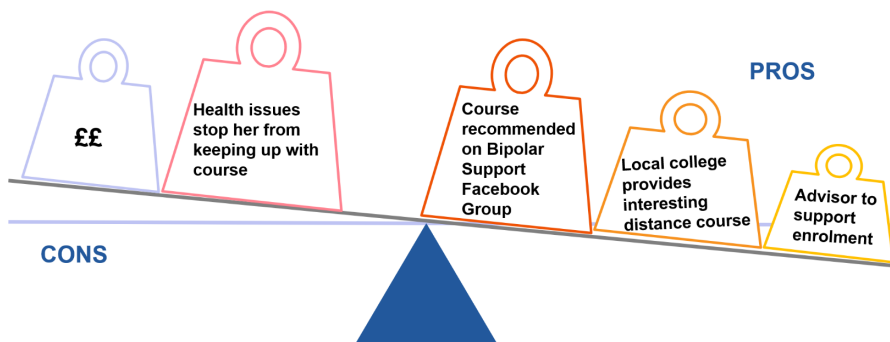 PROS
££
Health issues
stop her from
keeping up with
course
Course
recommended
on Bipolar
Support
Facebook
Group
Local college
provides
interesting
distance course
Advisor to
support
enrolment
CONS